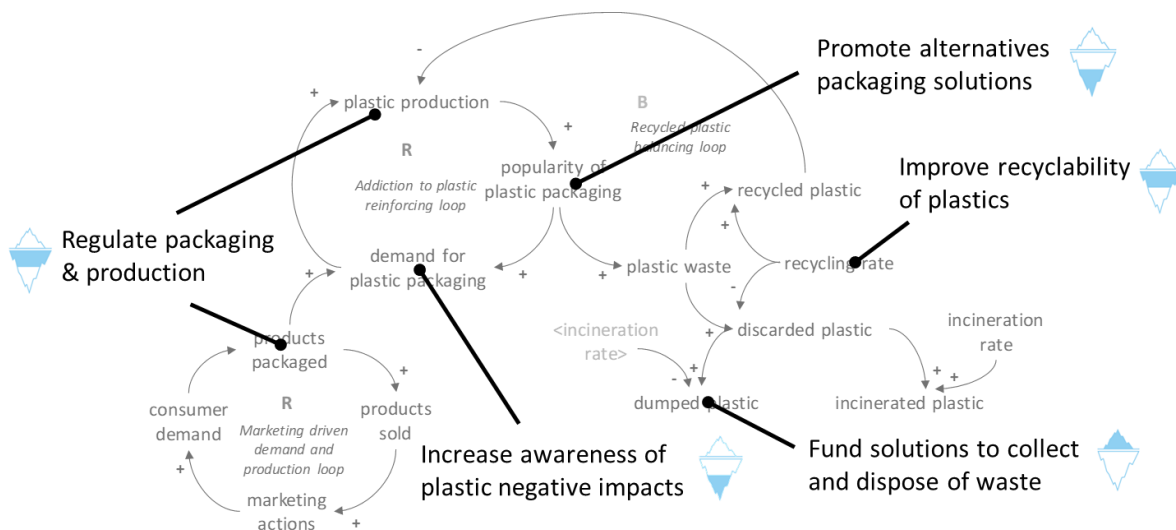 Promote alternatives
packaging solutions
-
+
plastic production
B
+
Recycled plastic
balancing loop
R
popularity of
plastic packaging
Addiction to plastic
reinforcing loop
Improve recyclability
of plastics
+
recycled plastic
+
Regulate packaging
& production
demand for
plastic packaging
+
+
+
plastic waste
recycling rate
-
<incineration
rate>
+
discarded plastic
incineration
rate
products
packaged
+
-
+
+
+
dumped plastic
incinerated plastic
consumer
demand
R
products
sold
Marketing driven
demand and
production loop
+
marketing
actions
+
Increase awareness of
plastic negative impacts
Fund solutions to collect
and dispose of waste